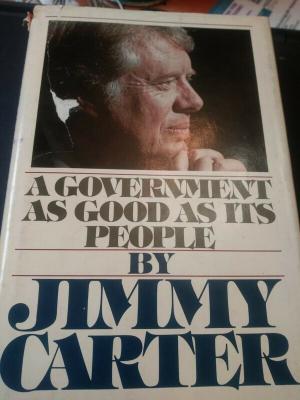 A GOVERNMENT
AS GOOD AS ITS
PEOPLE
BY
JIMMY
CARTER